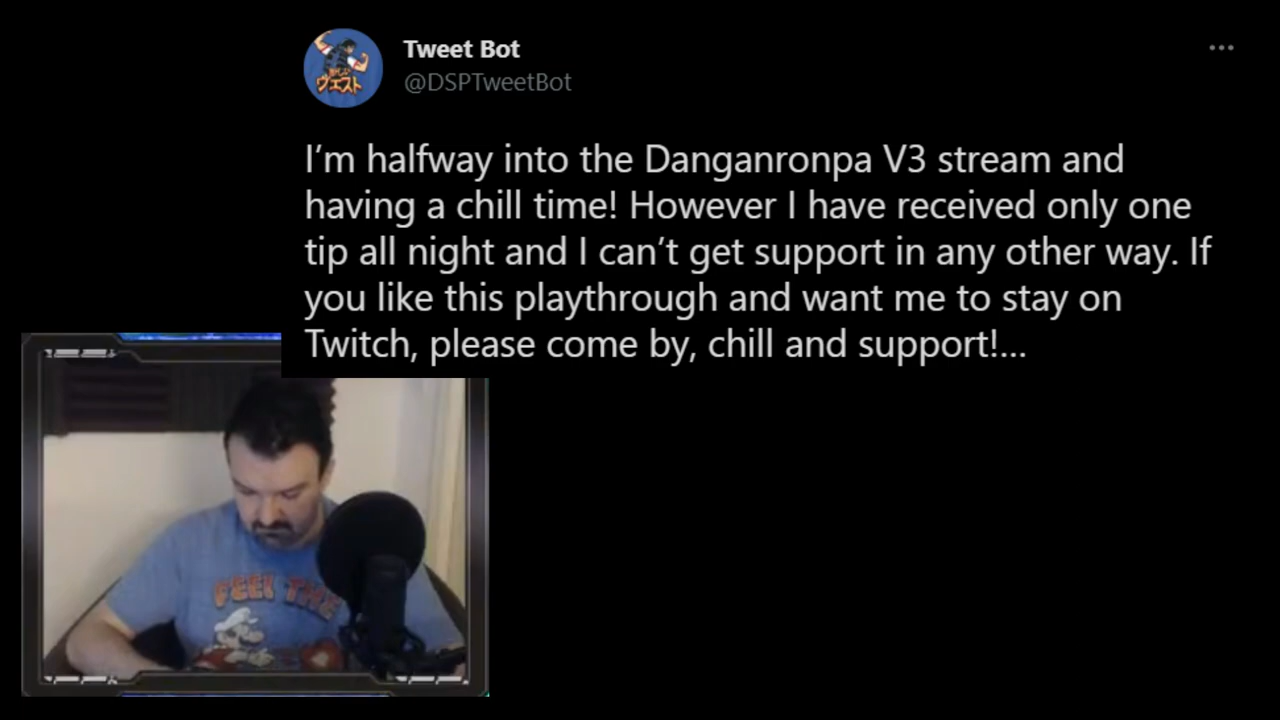 Tweet Bot
@DSPTweetBot
I’m halfway into the Danganronpa V3 stream and
having a chill time! However I have received only one
tip all night and I can’t get support in any other way. If
you like this playthrough and want me to stay on
Twitch, please come by, chill and support!...
FEEL THE